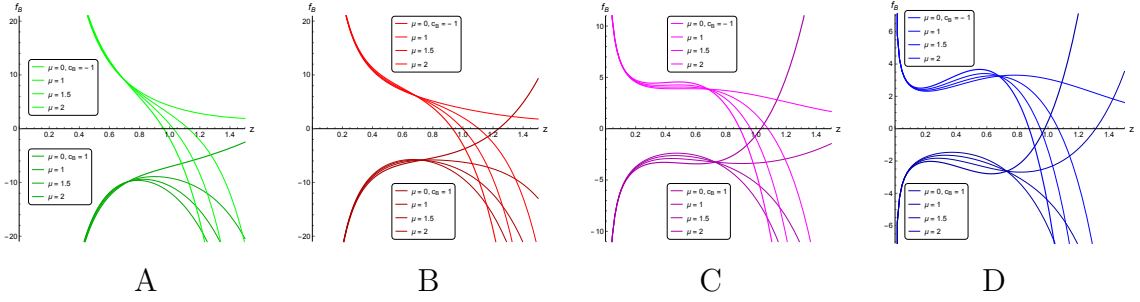 f_B
20
10
0
-10
-20
0.2 0.4 0.6 0.8 1.0 1.2 1.4 z
μ = 0, c_B = -1
μ = 1
μ = 1.5
μ = 2
μ = 0, c_B = 1
μ = 1
μ = 1.5
μ = 2
A
f_B
20
10
0
-10
-20
0.2 0.4 0.6 0.8 1.0 1.2 1.4 z
μ = 0, c_B = -1
μ = 1
μ = 1.5
μ = 2
μ = 0, c_B = 1
μ = 1
μ = 1.5
μ = 2
B
f_B
10
5
0
-5
-10
0.2 0.4 0.6 0.8 1.0 1.2 1.4 z
μ = 0, c_B = -1
μ = 1
μ = 1.5
μ = 2
μ = 0, c_B = 1
μ = 1
μ = 1.5
μ = 2
C
f_B
6
4
2
0
-2
-4
-6
0.2 0.4 0.6 0.8 1.0 1.2 1.4 z
μ = 0, c_B = -1
μ = 1
μ = 1.5
μ = 2
μ = 0, c_B = 1
μ = 1
μ = 1.5
μ = 2
D